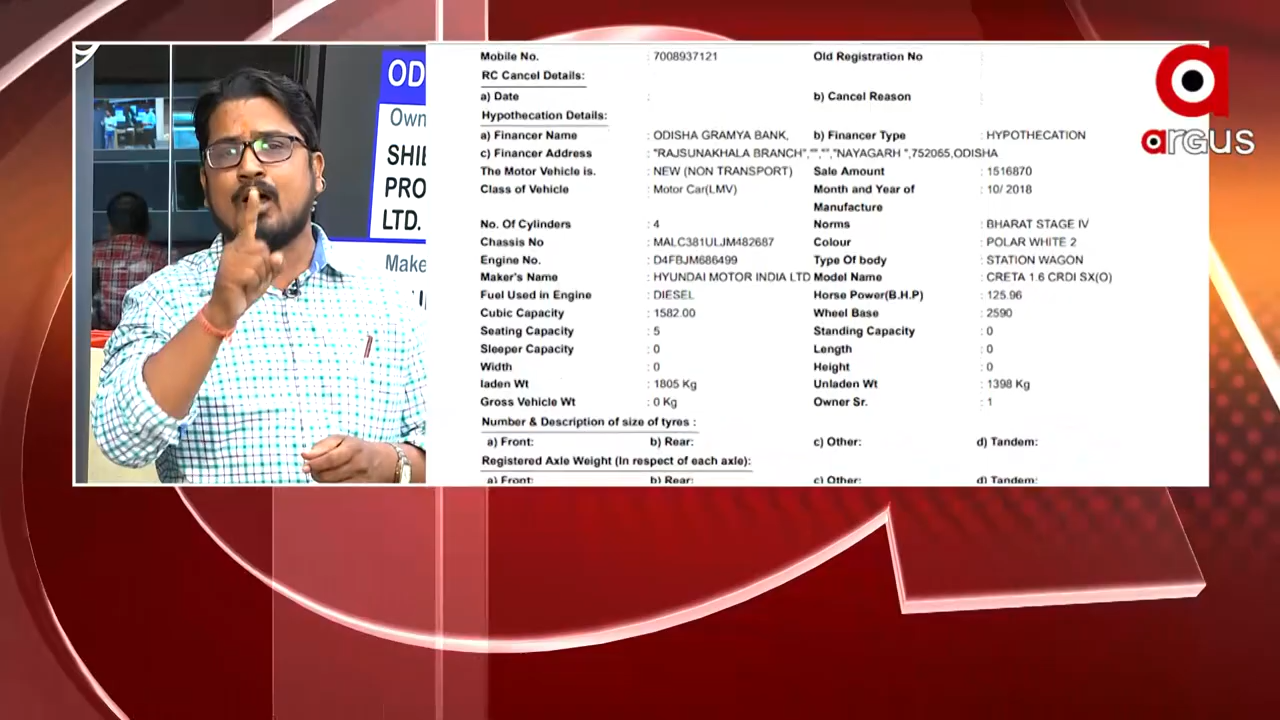 OD
Own
SHIB
PRO
LTD.
Make
argus
Mobile No. : 7008937121 Old Registration No :
RC Cancel Details:
a) Date : b) Cancel Reason :
Hypothecation Details:
a) Financer Name : ODISHA GRAMYA BANK, b) Financer Type : HYPOTHECATION
c) Financer Address : "RAJSUNAKHALA BRANCH","","","NAYAGARH ",752065,ODISHA
The Motor Vehicle is. : NEW (NON TRANSPORT) Sale Amount : 1516870
Class of Vehicle : Motor Car(LMV) Month and Year of : 10/ 2018
Manufacture
No. Of Cylinders : 4 Norms : BHARAT STAGE IV
Chassis No : MALC381ULJM482687 Colour : POLAR WHITE 2
Engine No. : D4FBJM686499 Type Of body : STATION WAGON
Maker's Name : HYUNDAI MOTOR INDIA LTD Model Name : CRETA 1.6 CRDI SX(O)
Fuel Used in Engine : DIESEL Horse Power(B.H.P) : 125.96
Cubic Capacity : 1582.00 Wheel Base : 2590
Seating Capacity : 5 Standing Capacity : 0
Sleeper Capacity : 0 Length : 0
Width : 0 Height : 0
laden Wt : 1805 Kg Unladen Wt : 1398 Kg
Gross Vehicle Wt : 0 Kg Owner Sr. : 1
Number & Description of size of tyres :
a) Front: b) Rear: c) Other: d) Tandem:
Registered Axle Weight (In respect of each axle):
a) Front: b) Rear: c) Other: d) Tandem: